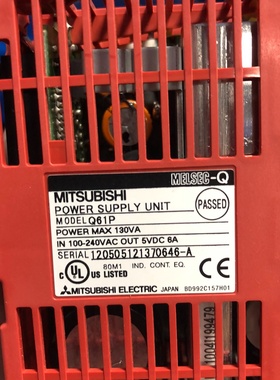 MELSEC-Q
MITSUBISHI
POWER SUPPLY UNIT
PASSED
MODEL Q61P
POWER MAX 130VA
IN 100-240VAC OUT 5VDC 6A
SERIAL 120505121370646-A
80M1 IND. CONT. EQ.
UL LISTED CE
MITSUBISHI ELECTRIC JAPAN BD992C157H01